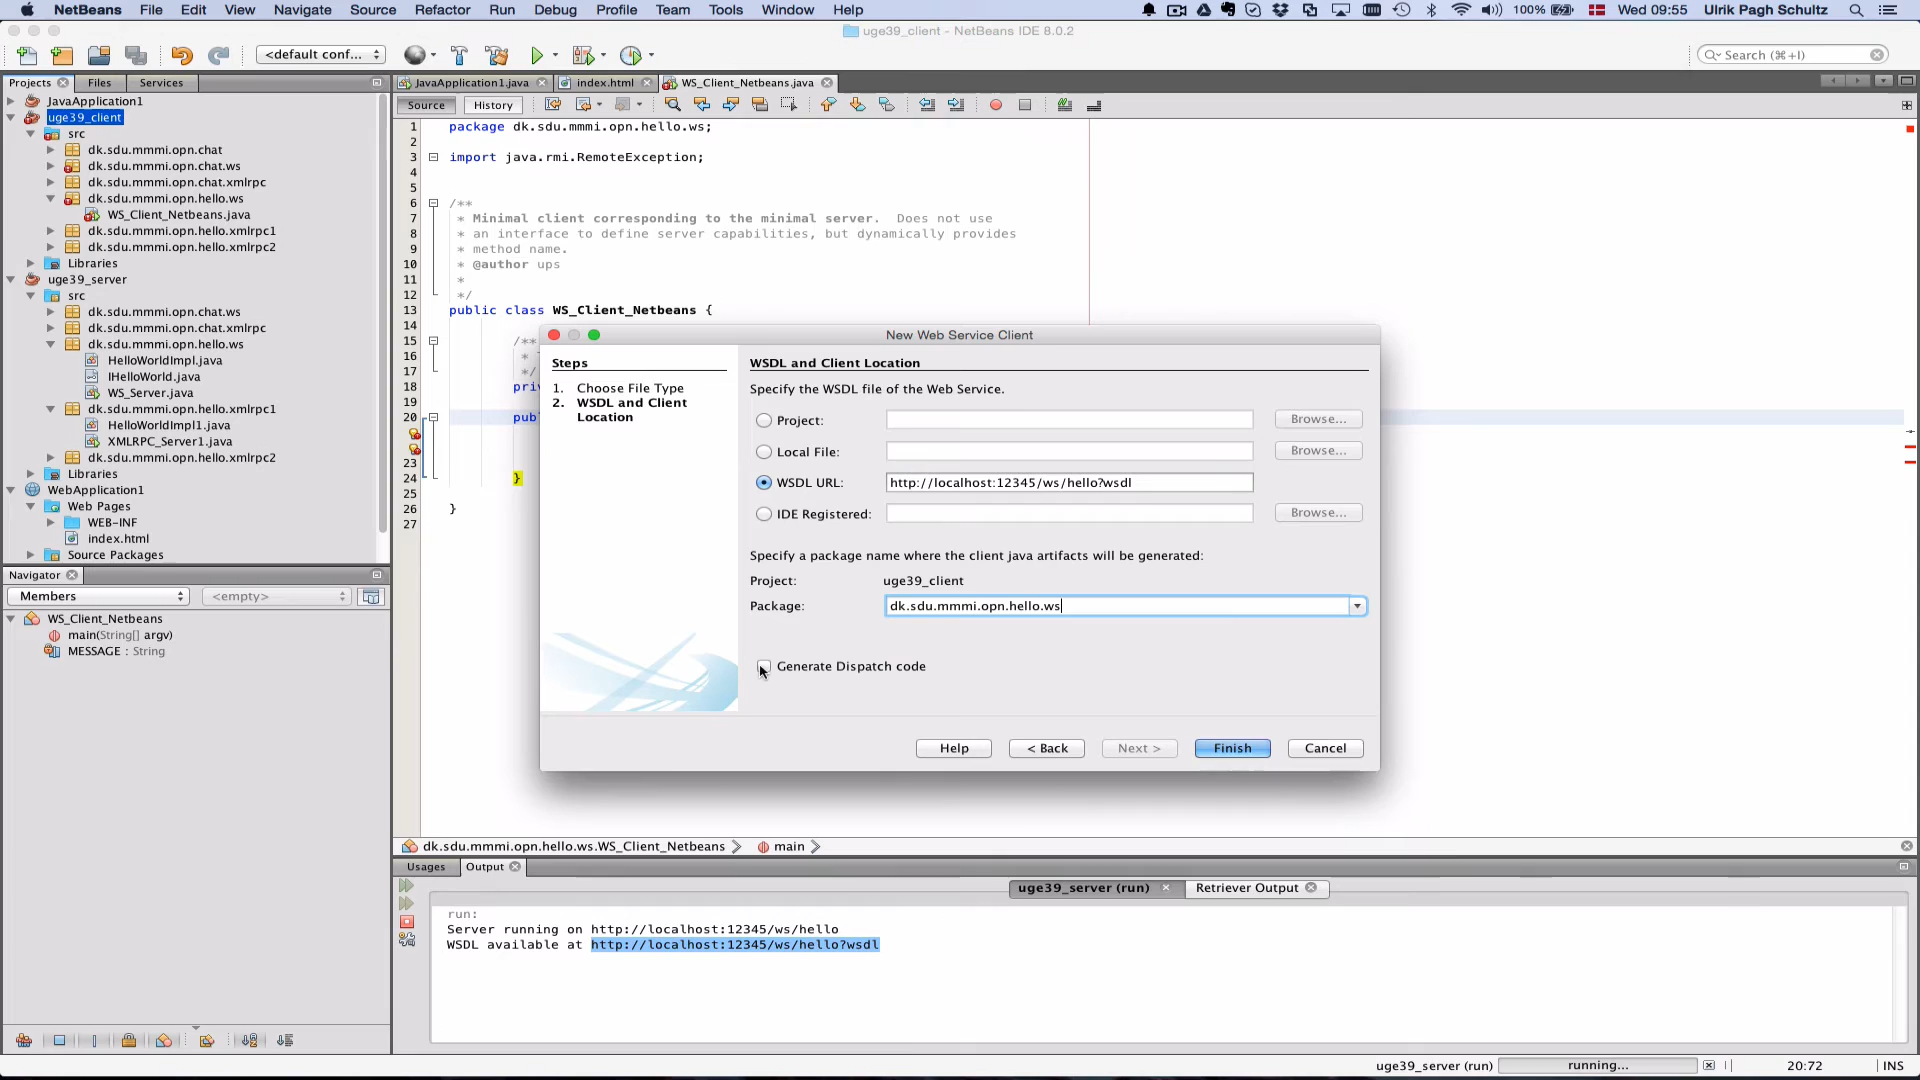 NetBeans File Edit View Navigate Source Refactor Run Debug Profile Team Tools Window Help 100% Wed 09:55 Ulrik Pagh Schultz
uge39_client - NetBeans IDE 8.0.2
<default conf... Search (⌘+I)
Projects Files Services
JavaApplication1.java index.html WS_Client_Netbeans.java
Source History
JavaApplication1
uge39_client
src
dk.sdu.mmmi.opn.chat
dk.sdu.mmmi.opn.chat.ws
dk.sdu.mmmi.opn.chat.xmlrpc
dk.sdu.mmmi.opn.hello.ws
WS_Client_Netbeans.java
dk.sdu.mmmi.opn.hello.xmlrpc1
dk.sdu.mmmi.opn.hello.xmlrpc2
Libraries
uge39_server
src
dk.sdu.mmmi.opn.chat.ws
dk.sdu.mmmi.opn.chat.xmlrpc
dk.sdu.mmmi.opn.hello.ws
HelloWorldImpl.java
IHelloWorld.java
WS_Server.java
dk.sdu.mmmi.opn.hello.xmlrpc1
HelloWorldImpl1.java
XMLRPC_Server1.java
dk.sdu.mmmi.opn.hello.xmlrpc2
Libraries
WebApplication1
Web Pages
WEB-INF
index.html
Source Packages
Navigator
Members <empty>
WS_Client_Netbeans
main(String[] argv)
MESSAGE : String
1 package dk.sdu.mmmi.opn.hello.ws;
2
3 import java.rmi.RemoteException;
4
5
6 /**
7 * Minimal client corresponding to the minimal server. Does not use
8 * an interface to define server capabilities, but dynamically provides
9 * method name.
10 * @author ups
11 *
12 */
13 public class WS_Client_Netbeans {
14
15 /**
16 * T
17 */
18 pri
19
20 pub
23
24 }
25
26 }
27
New Web Service Client
Steps
1. Choose File Type
2. WSDL and Client
Location
WSDL and Client Location
Specify the WSDL file of the Web Service.
Project: Browse...
Local File: Browse...
WSDL URL: http://localhost:12345/ws/hello?wsdl
IDE Registered: Browse...
Specify a package name where the client java artifacts will be generated:
Project: uge39_client
Package: dk.sdu.mmmi.opn.hello.ws
Generate Dispatch code
Help < Back Next > Finish Cancel
dk.sdu.mmmi.opn.hello.ws.WS_Client_Netbeans main
Usages Output
uge39_server (run) Retriever Output
run:
Server running on http://localhost:12345/ws/hello
WSDL available at http://localhost:12345/ws/hello?wsdl
uge39_server (run) running... 20:72 INS